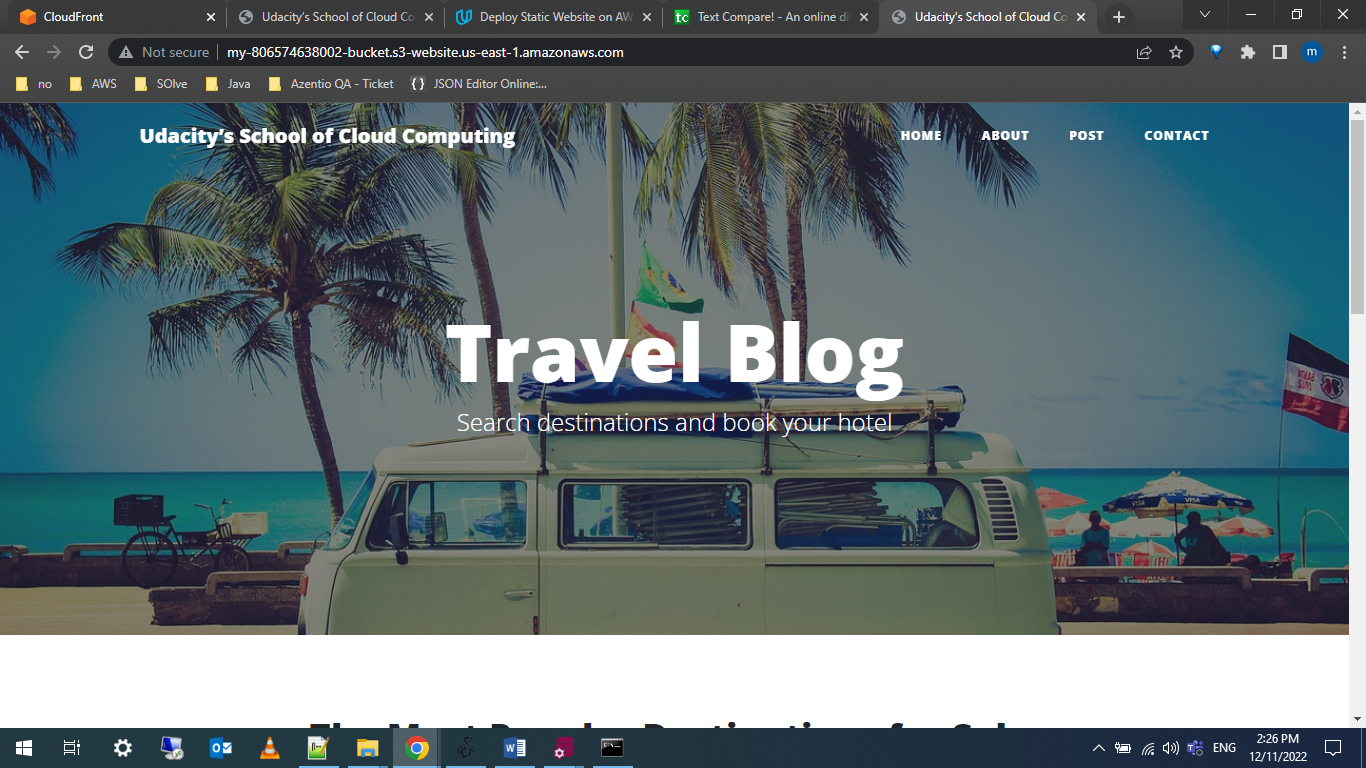 CloudFront
Udacity's School of Cloud Co
Deploy Static Website on AW
Text Compare! - An online di
Udacity's School of Cloud Co
Not secure
my-806574638002-bucket.s3-website.us-east-1.amazonaws.com
m
no
AWS
SOlve
Java
Azentio QA - Ticket
JSON Editor Online:...
Udacity's School of Cloud Computing
HOME
ABOUT
POST
CONTACT
Travel Blog
Search destinations and book your hotel
VISA
VISA
ENG
2:26 PM
12/11/2022